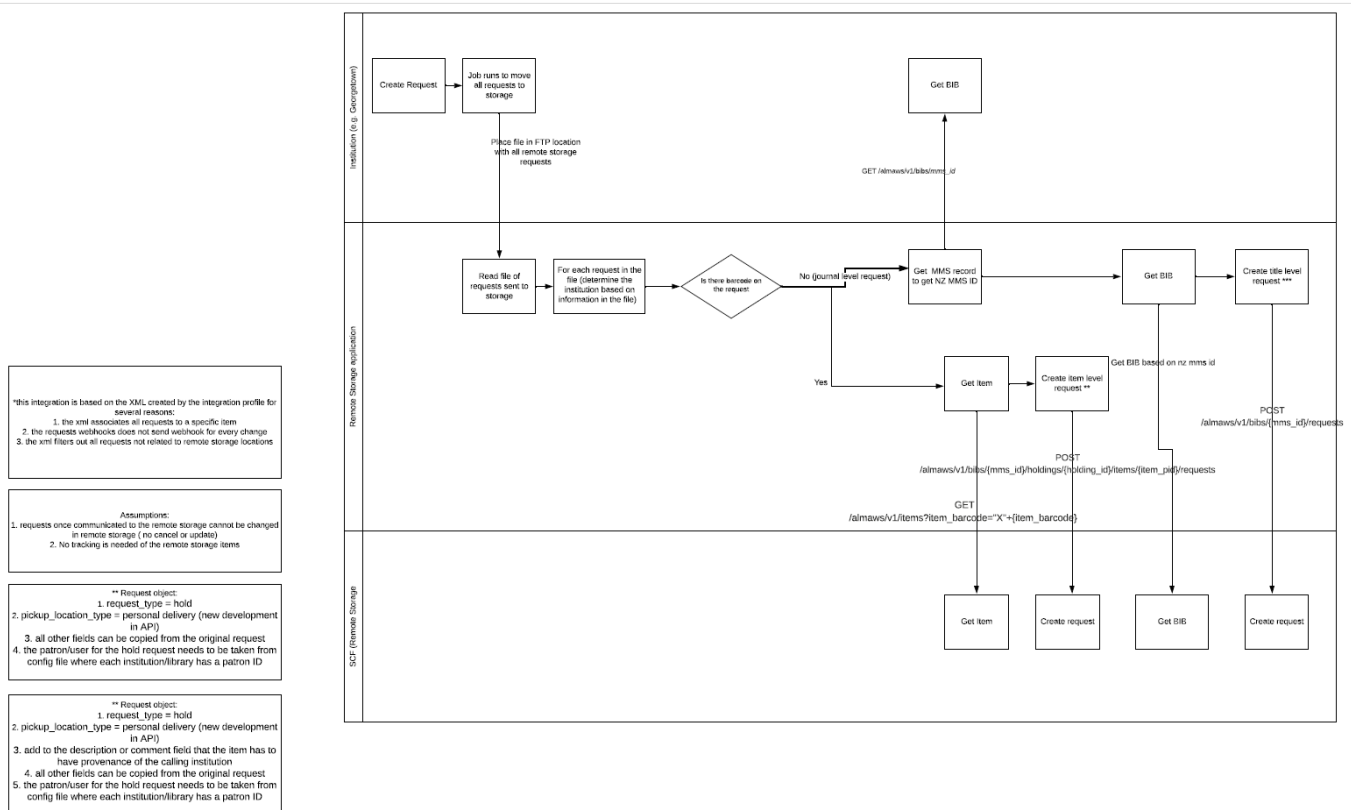 Institution (e.g. Georgetown)
Create Request
Job runs to move
all requests to
storage
Get BIB
Place file in FTP location
with all remote storage
requests
GET /almaws/v1/bibs/mms_id
Remote Storage application
Read file of
requests sent to
storage
For each request in the
file (determine the
institution based on
information in the file)
Is there barcode on
the request
No (journal level request)
Get MMS record
to get NZ MMS ID
Get BIB
Create title level
request ***
Yes
Get Item
Create item level
request **
Get BIB based on nz mms id
POST
/almaws/v1/bibs/{mms_id}/requests
POST
/almaws/v1/bibs/{mms_id}/holdings/{holding_id}/items/{item_pid}/requests
GET
/almaws/v1/items?item_barcode="X"+{item_barcode}
SCF (Remote Storage
Get Item
Create request
Get BIB
Create request
*this integration is based on the XML created by the integration profile for
several reasons:
1. the xml associates all requests to a specific item
2. the requests webhooks does not send webhook for every change
3. the xml filters out all requests not related to remote storage locations
Assumptions:
1. requests once communicated to the remote storage cannot be changed
in remote storage ( no cancel or update)
2. No tracking is needed of the remote storage items
** Request object:
1. request_type = hold
2. pickup_location_type = personal delivery (new development
in API)
3. all other fields can be copied from the original request
4. the patron/user for the hold request needs to be taken from
config file where each institution/library has a patron ID
** Request object:
1. request_type = hold
2. pickup_location_type = personal delivery (new development
in API)
3. add to the description or comment field that the item has to
have provenance of the calling institution
4. all other fields can be copied from the original request
5. the patron/user for the hold request needs to be taken from
config file where each institution/library has a patron ID